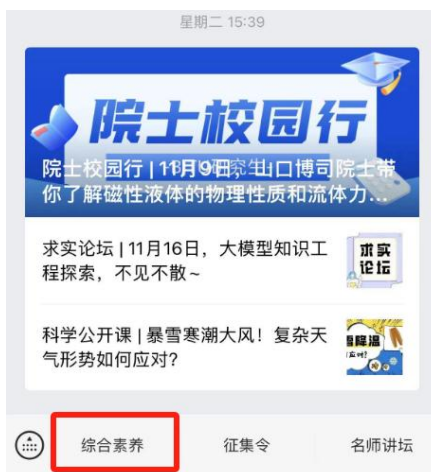 星期二 15:39
院士校园行
院士校园行 | 11月9日，山口博司院士带
你了解磁性液体的物理性质和流体力...
求实论坛 | 11月16日，大模型知识工
程探索，不见不散~
求实
论坛
科学公开课 | 暴雪寒潮大风！复杂天
气形势如何应对？
雪降温
综合素养
征集令
名师讲坛